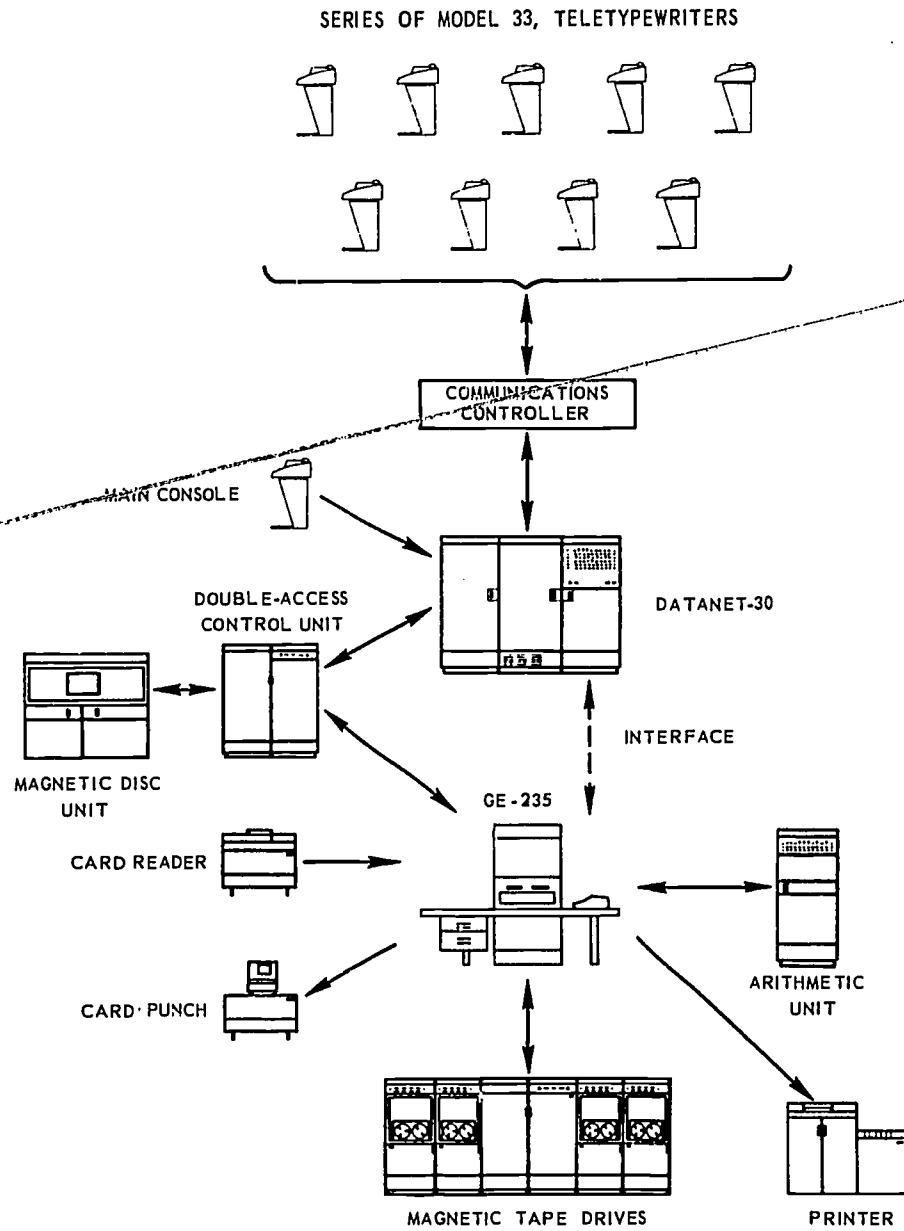 SERIES OF MODEL 33, TELETYPEWRITERS
COMMUNICATIONS
CONTROLLER
MAIN CONSOLE
DOUBLE-ACCESS
CONTROL UNIT
DATANET-30
MAGNETIC DISC
UNIT
INTERFACE
GE-235
CARD READER
ARITHMETIC
UNIT
CARD PUNCH
MAGNETIC TAPE DRIVES
PRINTER